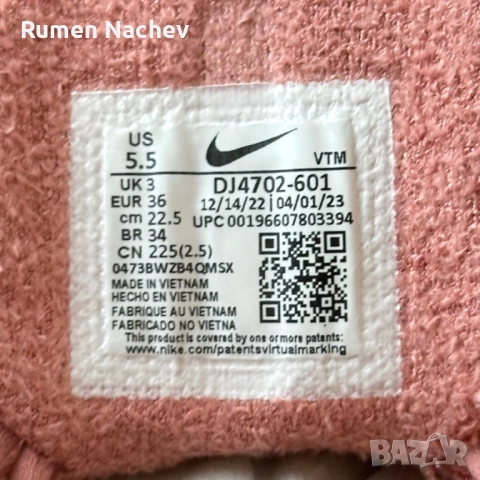 Rumen Nachev
US
5.5
VTM
UK 3
DJ4702-601
EUR 36
12/14/22 | 04/01/23
cm 22.5
UPC 00196607803394
BR 34
CN 225(2.5)
0473BWZB4QMSX
MADE IN VIETNAM
HECHO EN VIETNAM
FABRIQUE AU VIETNAM
FABRICADO NO VIETNA
This product is covered by one or more patents:
www.nike.com/patentsvirtualmarking
BAZAR